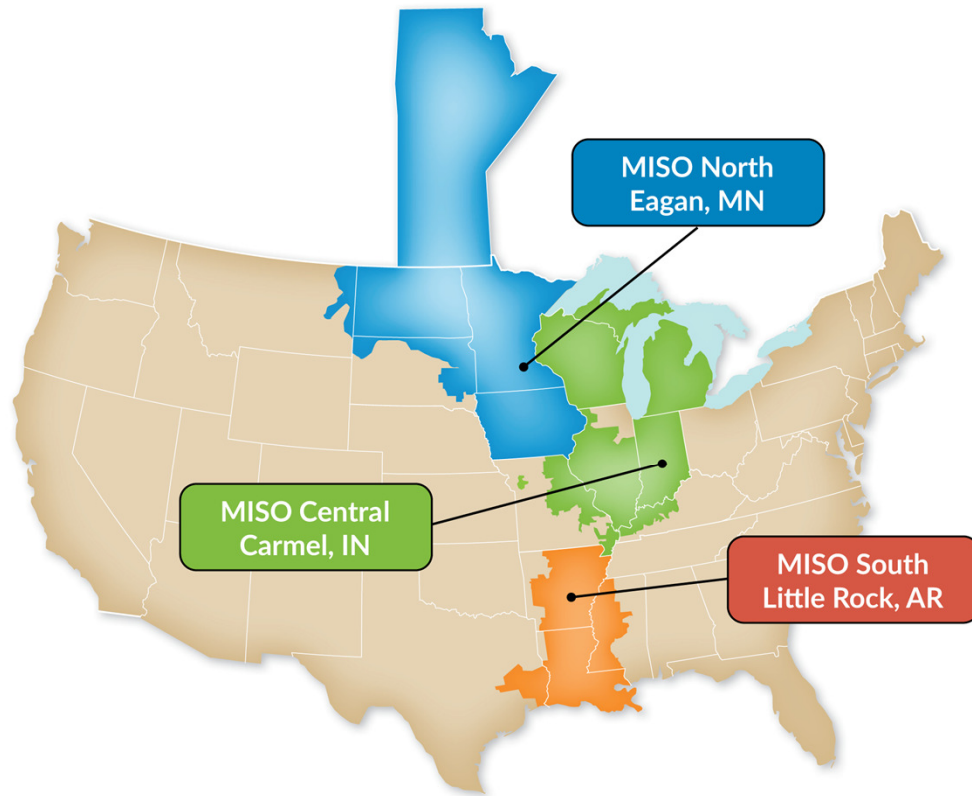 MISO North
Eagan, MN
MISO Central
Carmel, IN
MISO South
Little Rock, AR